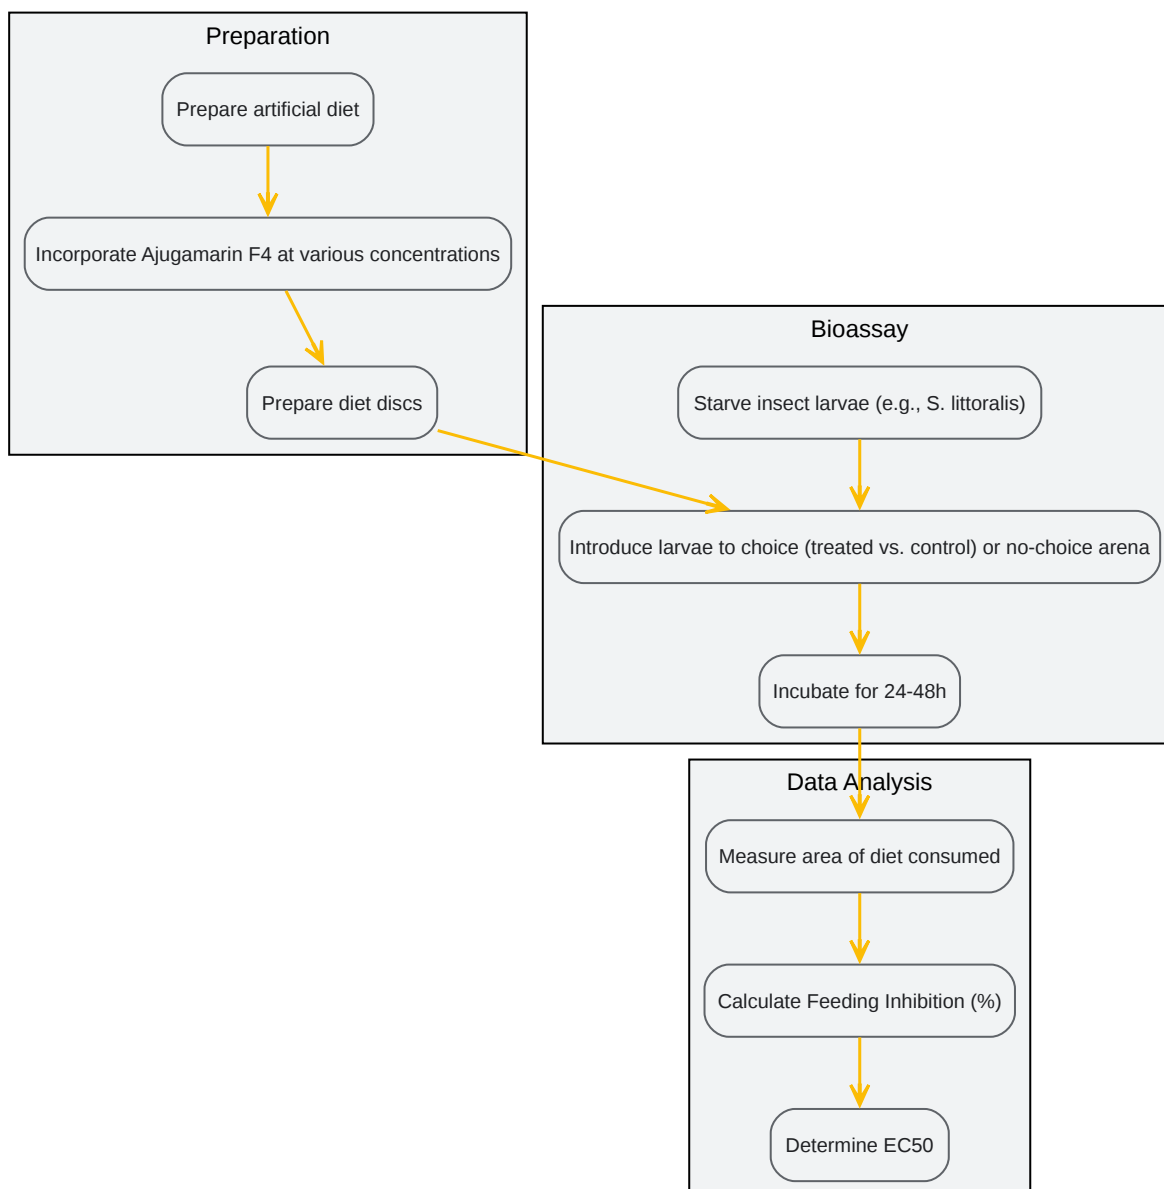 Preparation
Prepare artificial diet
Incorporate Ajugamarin F4 at various concentrations
Prepare diet discs
Bioassay
Starve insect larvae (e.g., S. littoralis)
Introduce larvae to choice (treated vs. control) or no-choice arena
Incubate for 24-48h
Data Analysis
Measure area of diet consumed
Calculate Feeding Inhibition (%)
Determine EC50